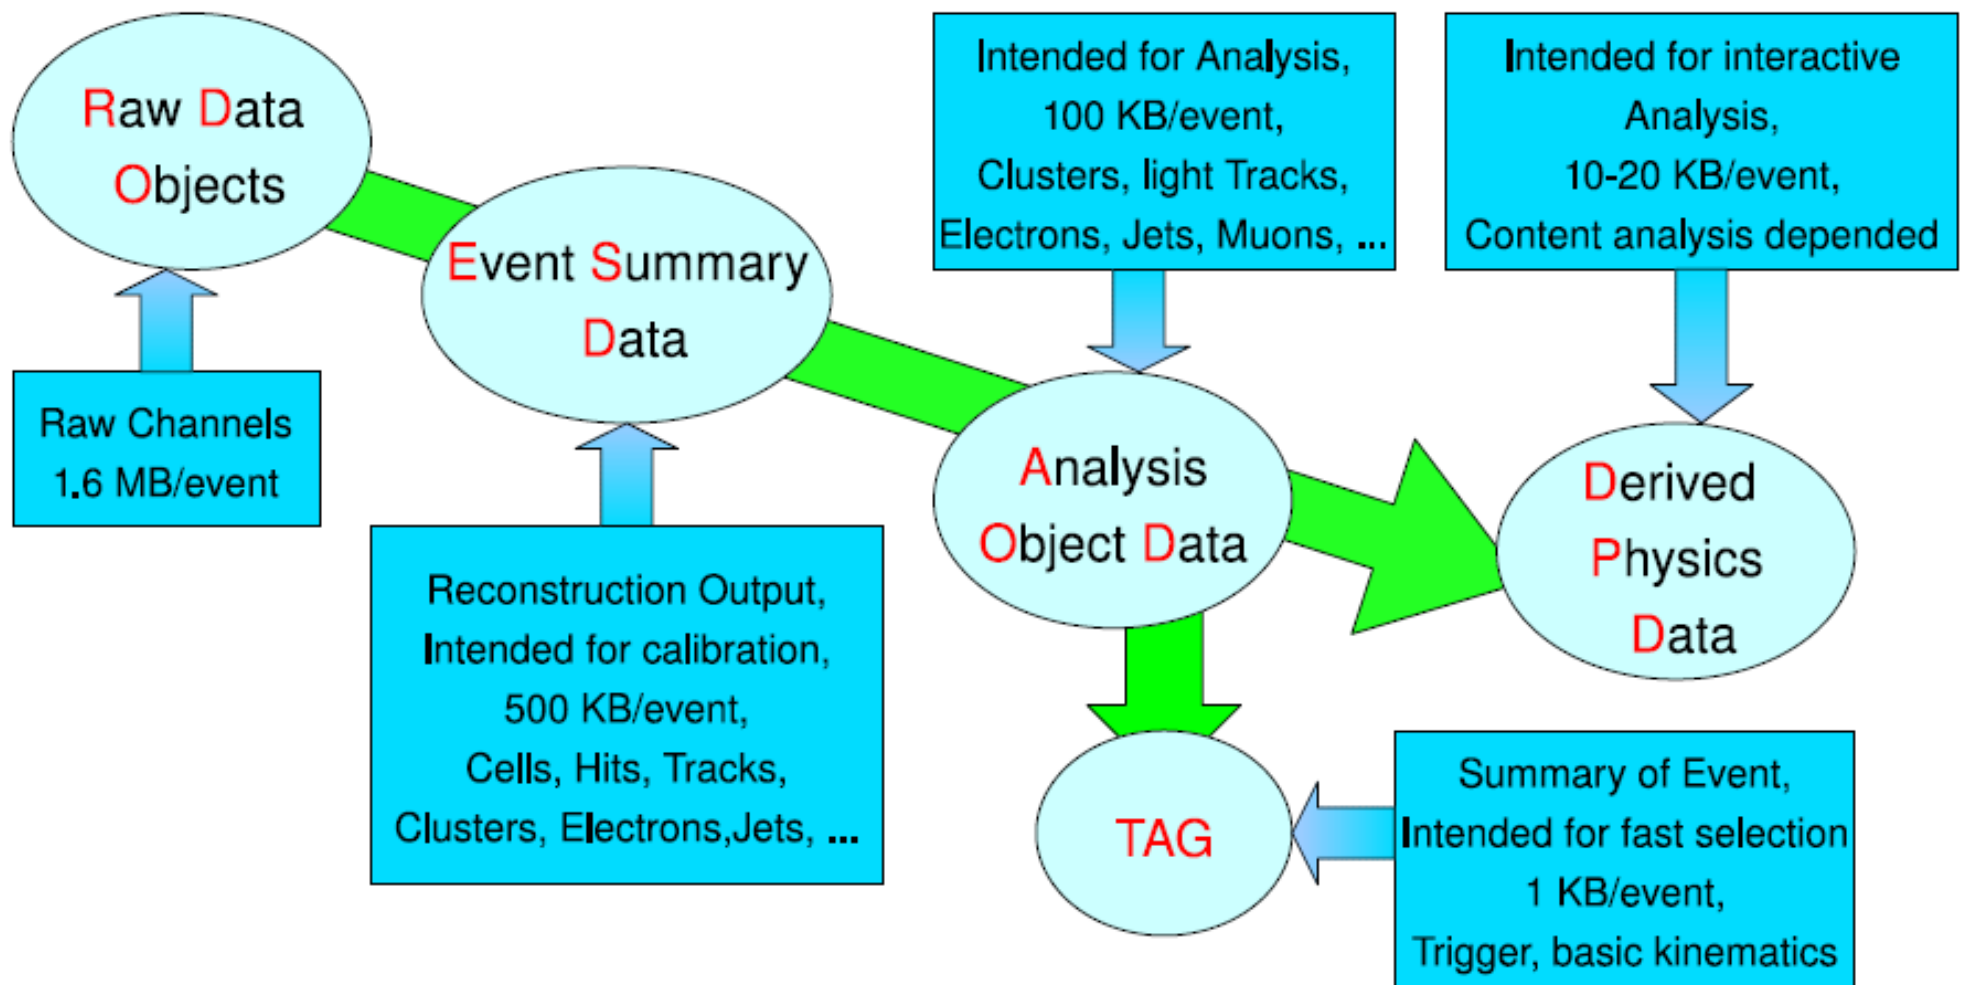 Raw Data
Objects
Raw Channels
1.6 MB/event
Event Summary
Data
Reconstruction Output,
Intended for calibration,
500 KB/event,
Cells, Hits, Tracks,
Clusters, Electrons,Jets, ...
Intended for Analysis,
100 KB/event,
Clusters, light Tracks,
Electrons, Jets, Muons, ...
Analysis
Object Data
Intended for interactive
Analysis,
10-20 KB/event,
Content analysis depended
Derived
Physics
Data
TAG
Summary of Event,
Intended for fast selection
1 KB/event,
Trigger, basic kinematics